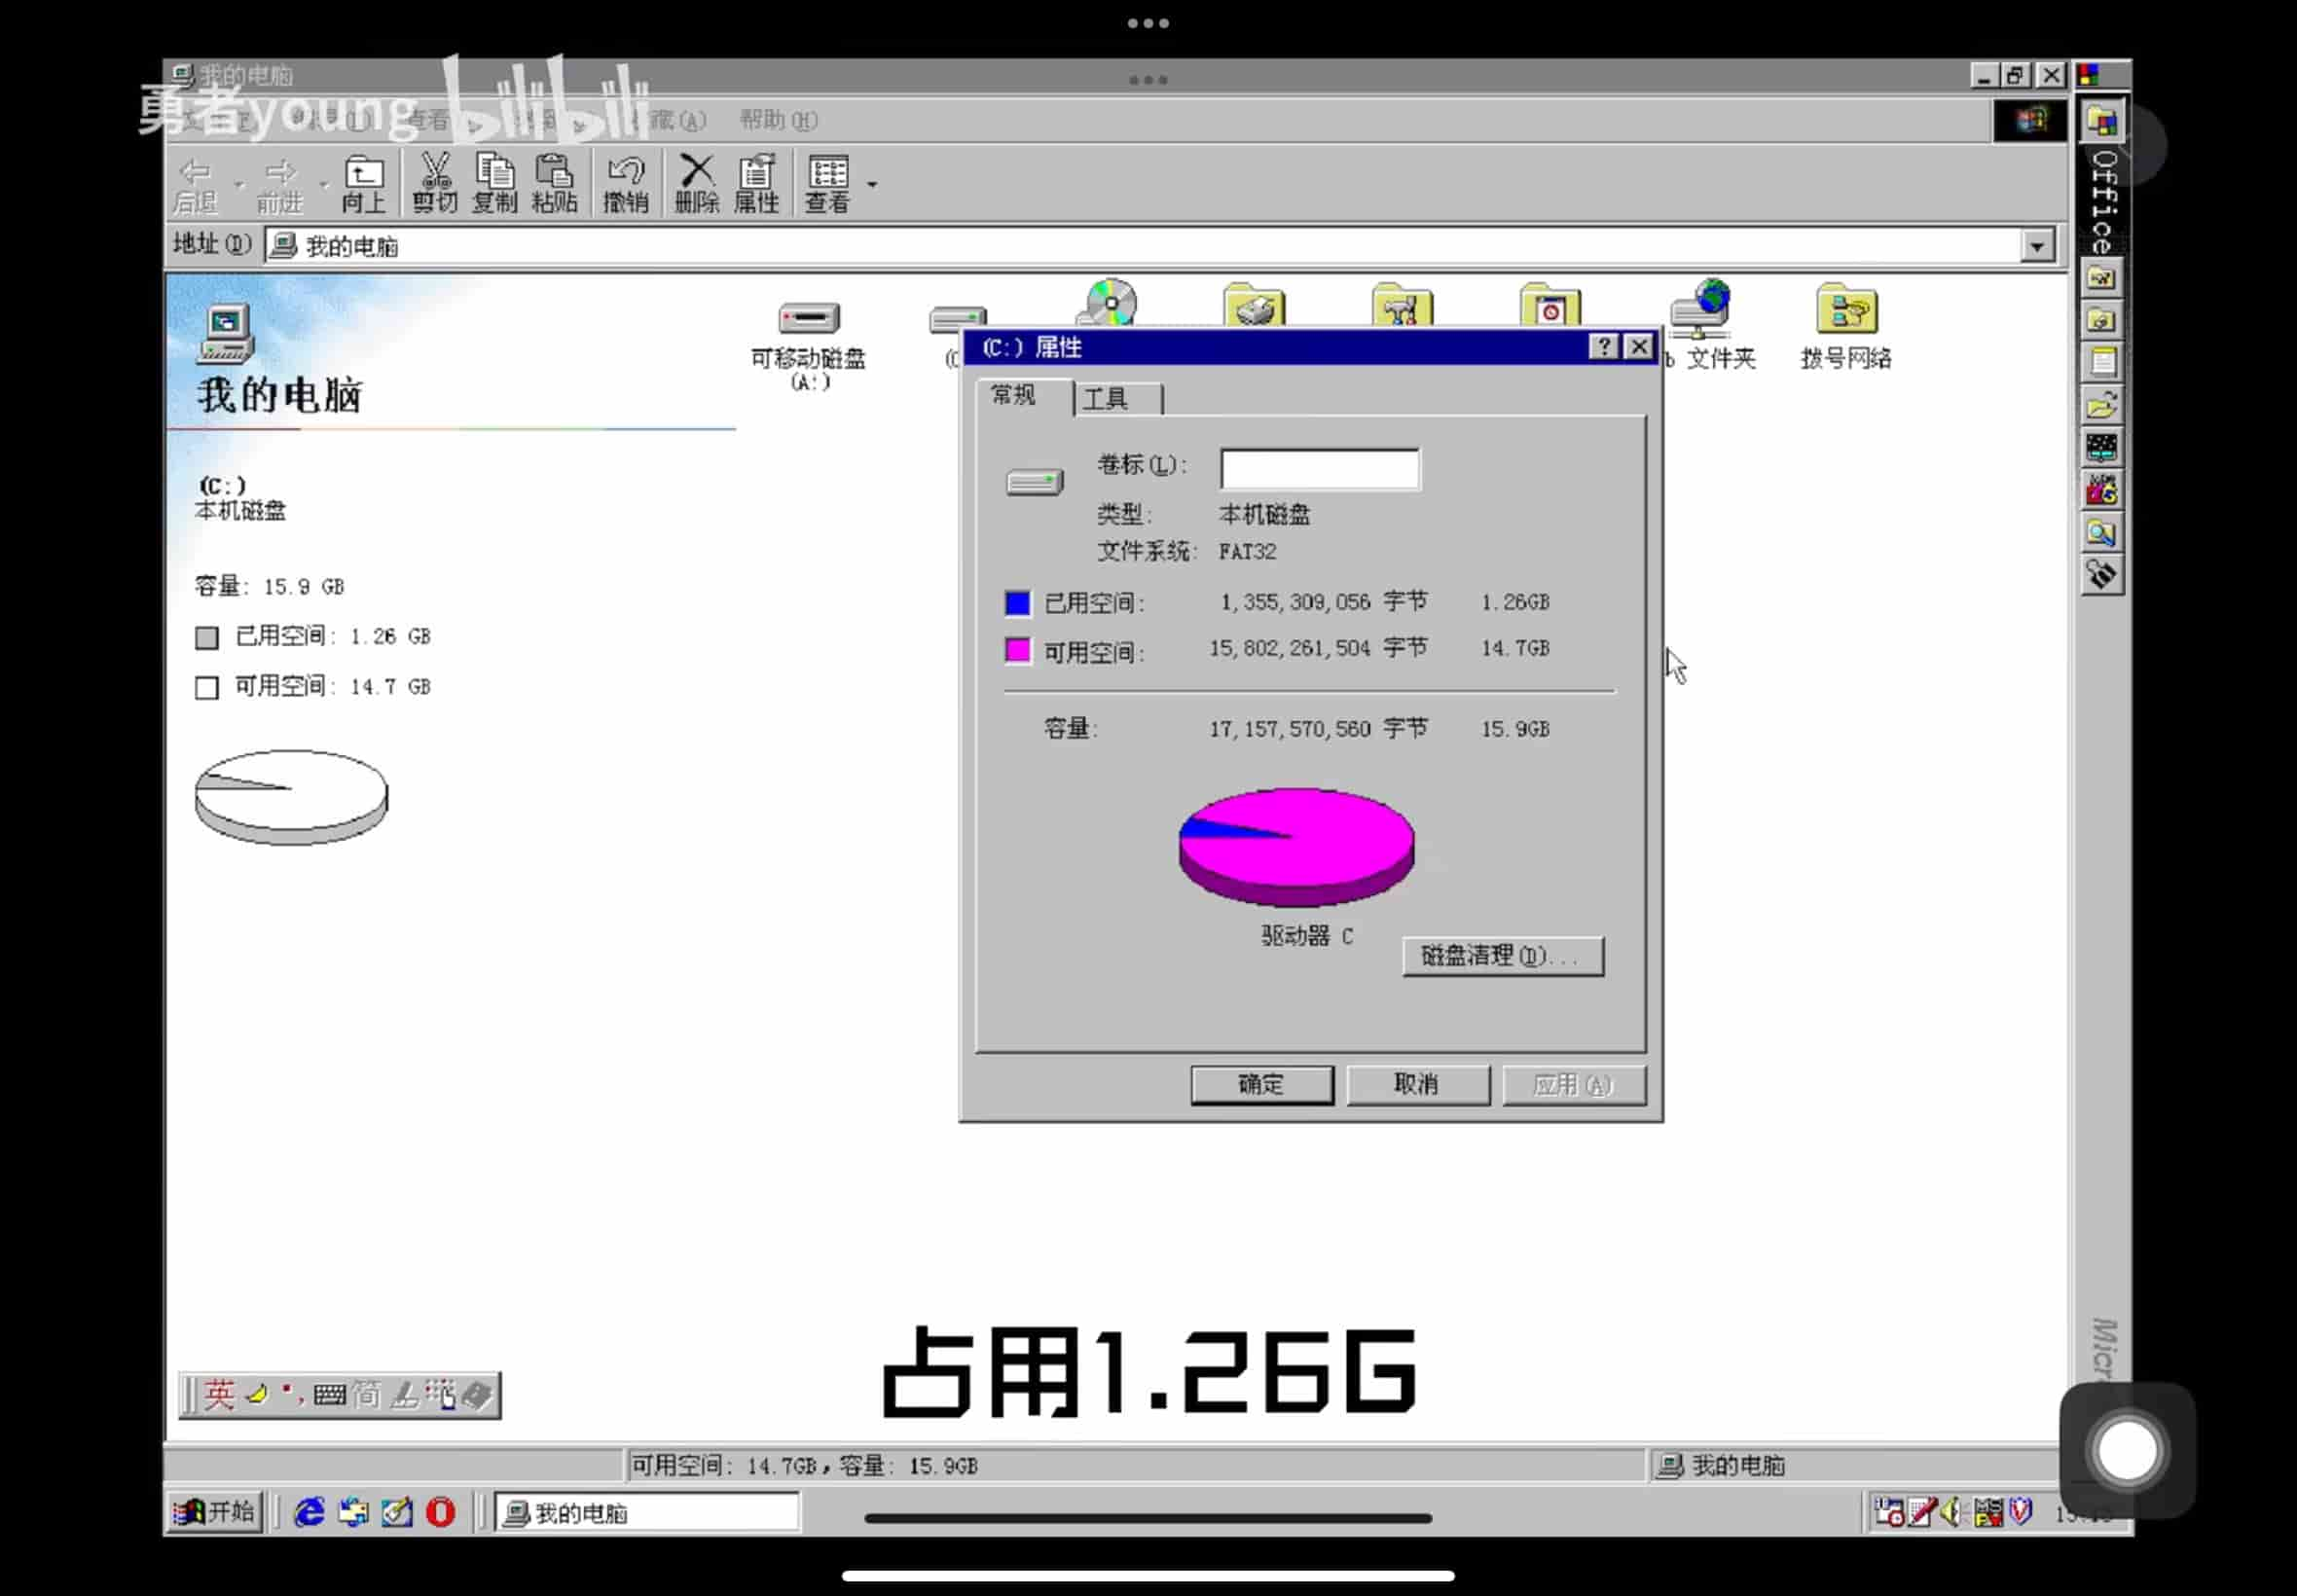 我的电脑
勇者young bilibili
查看
藏(A)
帮助(H)
后退
前进
向上
剪切
复制
粘贴
撤销
删除
属性
查看
Office
地址(D)
我的电脑
我的电脑
(C:)
本机磁盘
容量: 15.9 GB
已用空间: 1.26 GB
可用空间: 14.7 GB
可移动磁盘
(A:)
b 文件夹
拨号网络
(C:) 属性
常规
工具
卷标(L):
类型: 本机磁盘
文件系统: FAT32
已用空间: 1,355,309,056 字节 1.26GB
可用空间: 15,802,261,504 字节 14.7GB
容量: 17,157,570,560 字节 15.9GB
驱动器 C
磁盘清理(D)...
确定
取消
应用(A)
占用1.26G
英
简
可用空间: 14.7GB，容量: 15.9GB
我的电脑
开始
我的电脑